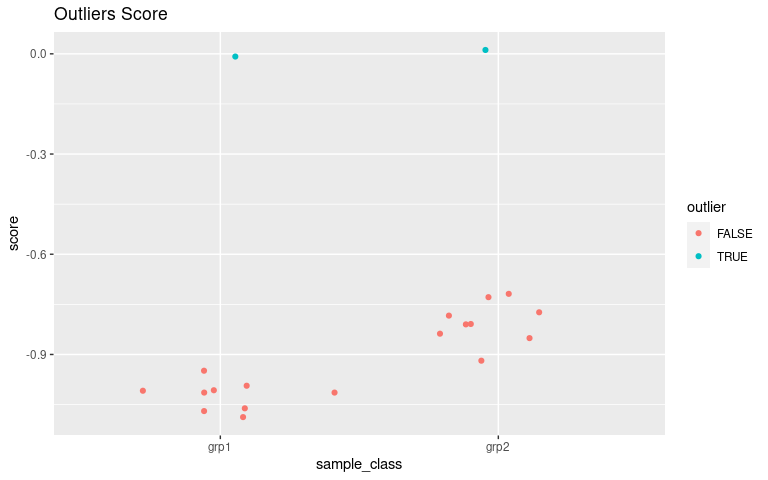 Outliers Score
0.0
-0.3
-0.6
-0.9
score
grp1
grp2
sample_class
outlier
FALSE
TRUE